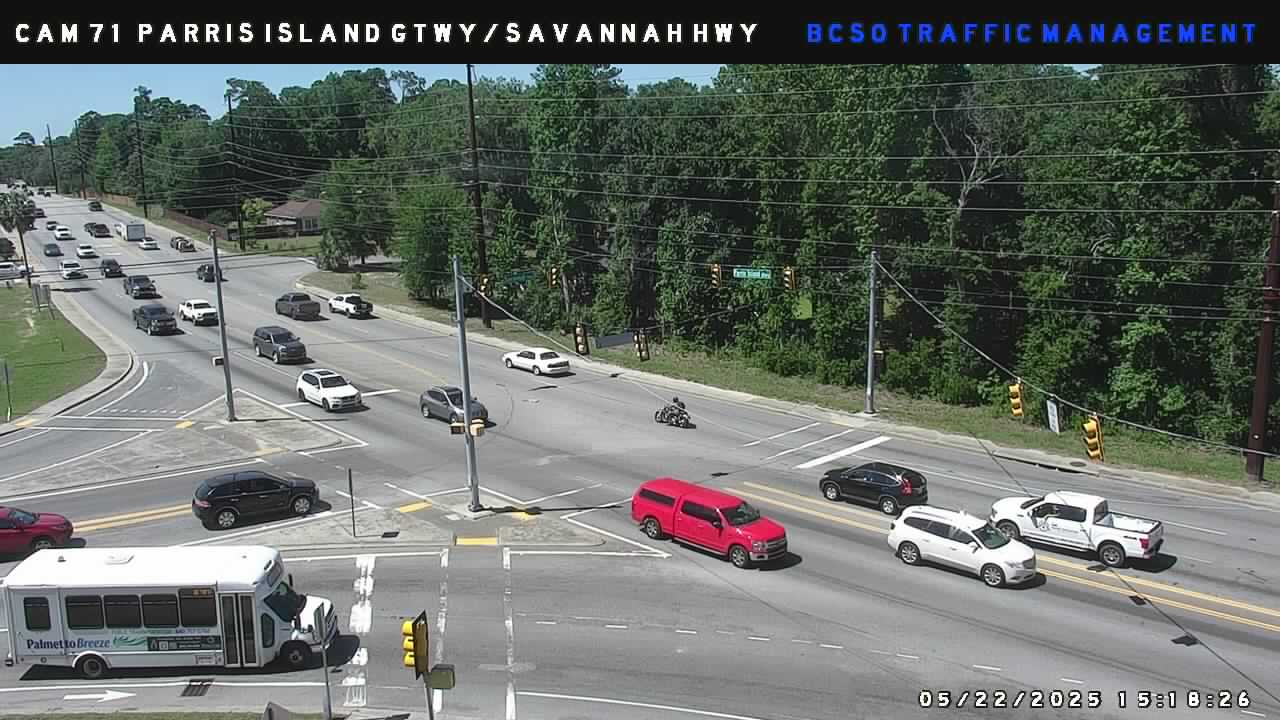 CAM 71 PARRIS ISLAND GTWY/SAVANNAH HWY BCSO TRAFFIC MANAGEMENT
Palmetto Breeze
05/22/2025 15:18:26